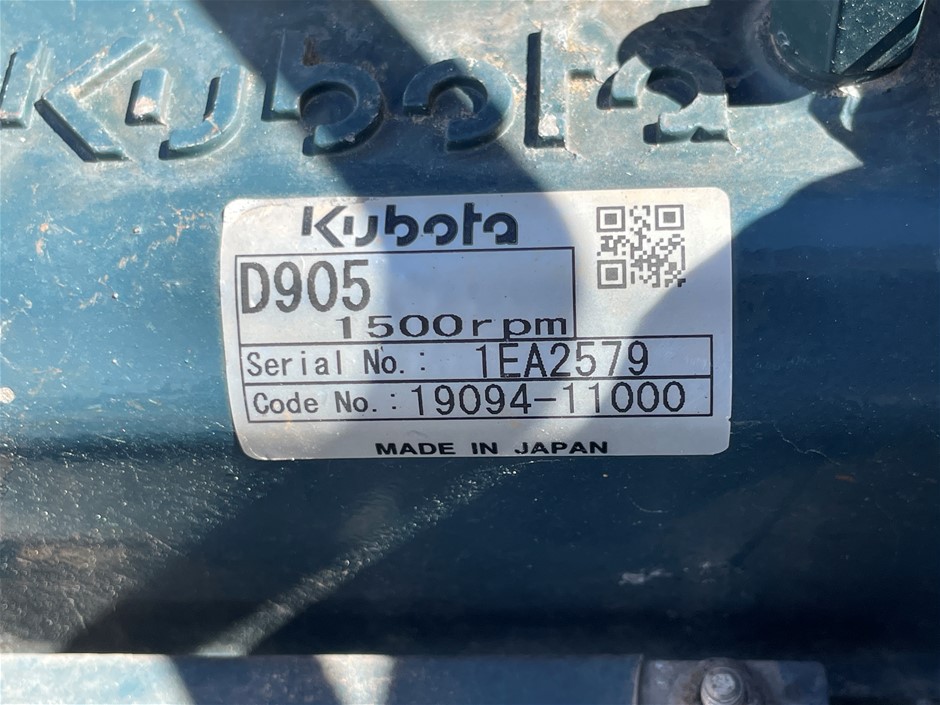 Kubota
Kubota
D905
1500rpm
Serial No.: 1EA2579
Code No.: 19094-11000
MADE IN JAPAN